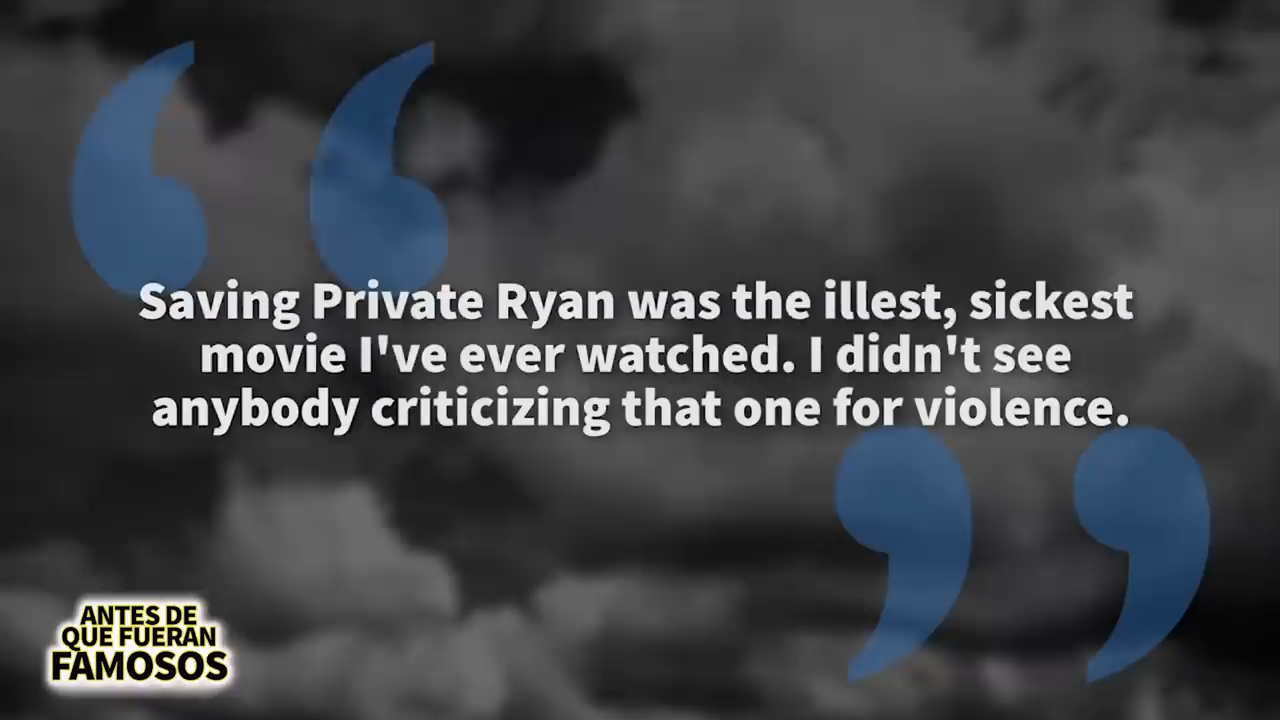 Saving Private Ryan was the illest, sickest
movie I've ever watched. I didn't see
anybody criticizing that one for violence.
ANTES DE
QUE FUERAN
FAMOSOS